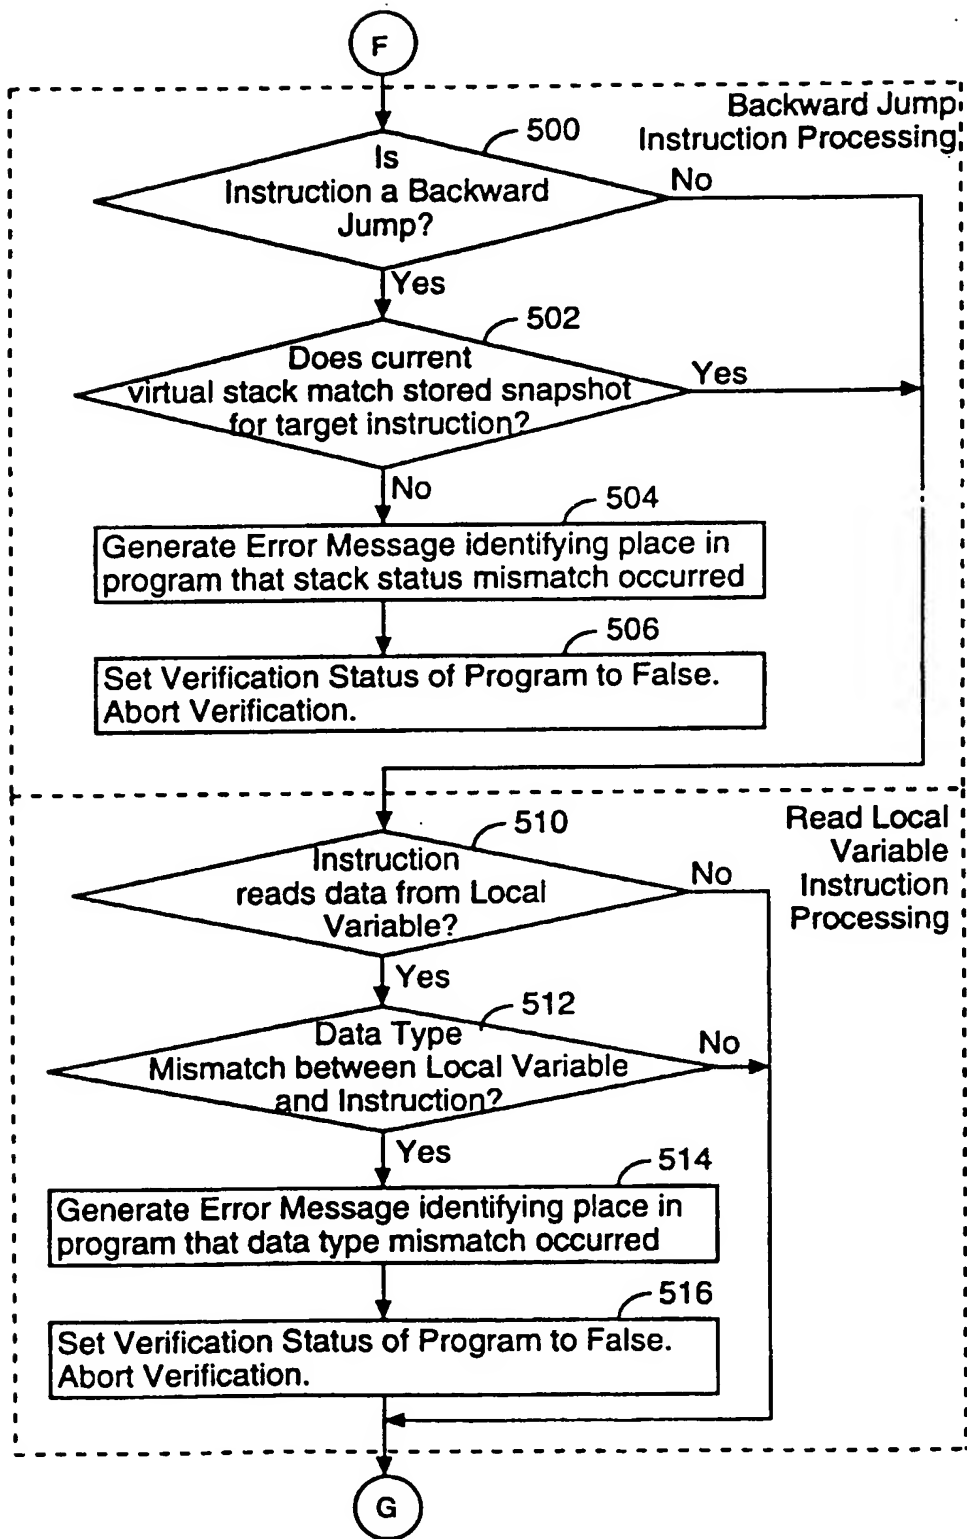 F
Backward Jump
Instruction Processing
500
Is
Instruction a Backward
Jump?
No
Yes
502
Does current
virtual stack match stored snapshot
for target instruction?
Yes
No
504
Generate Error Message identifying place in
program that stack status mismatch occurred
506
Set Verification Status of Program to False.
Abort Verification.
Read Local
Variable
Instruction
Processing
510
Instruction
reads data from Local
Variable?
No
Yes
512
Data Type
Mismatch between Local Variable
and Instruction?
No
Yes
514
Generate Error Message identifying place in
program that data type mismatch occurred
516
Set Verification Status of Program to False.
Abort Verification.
G